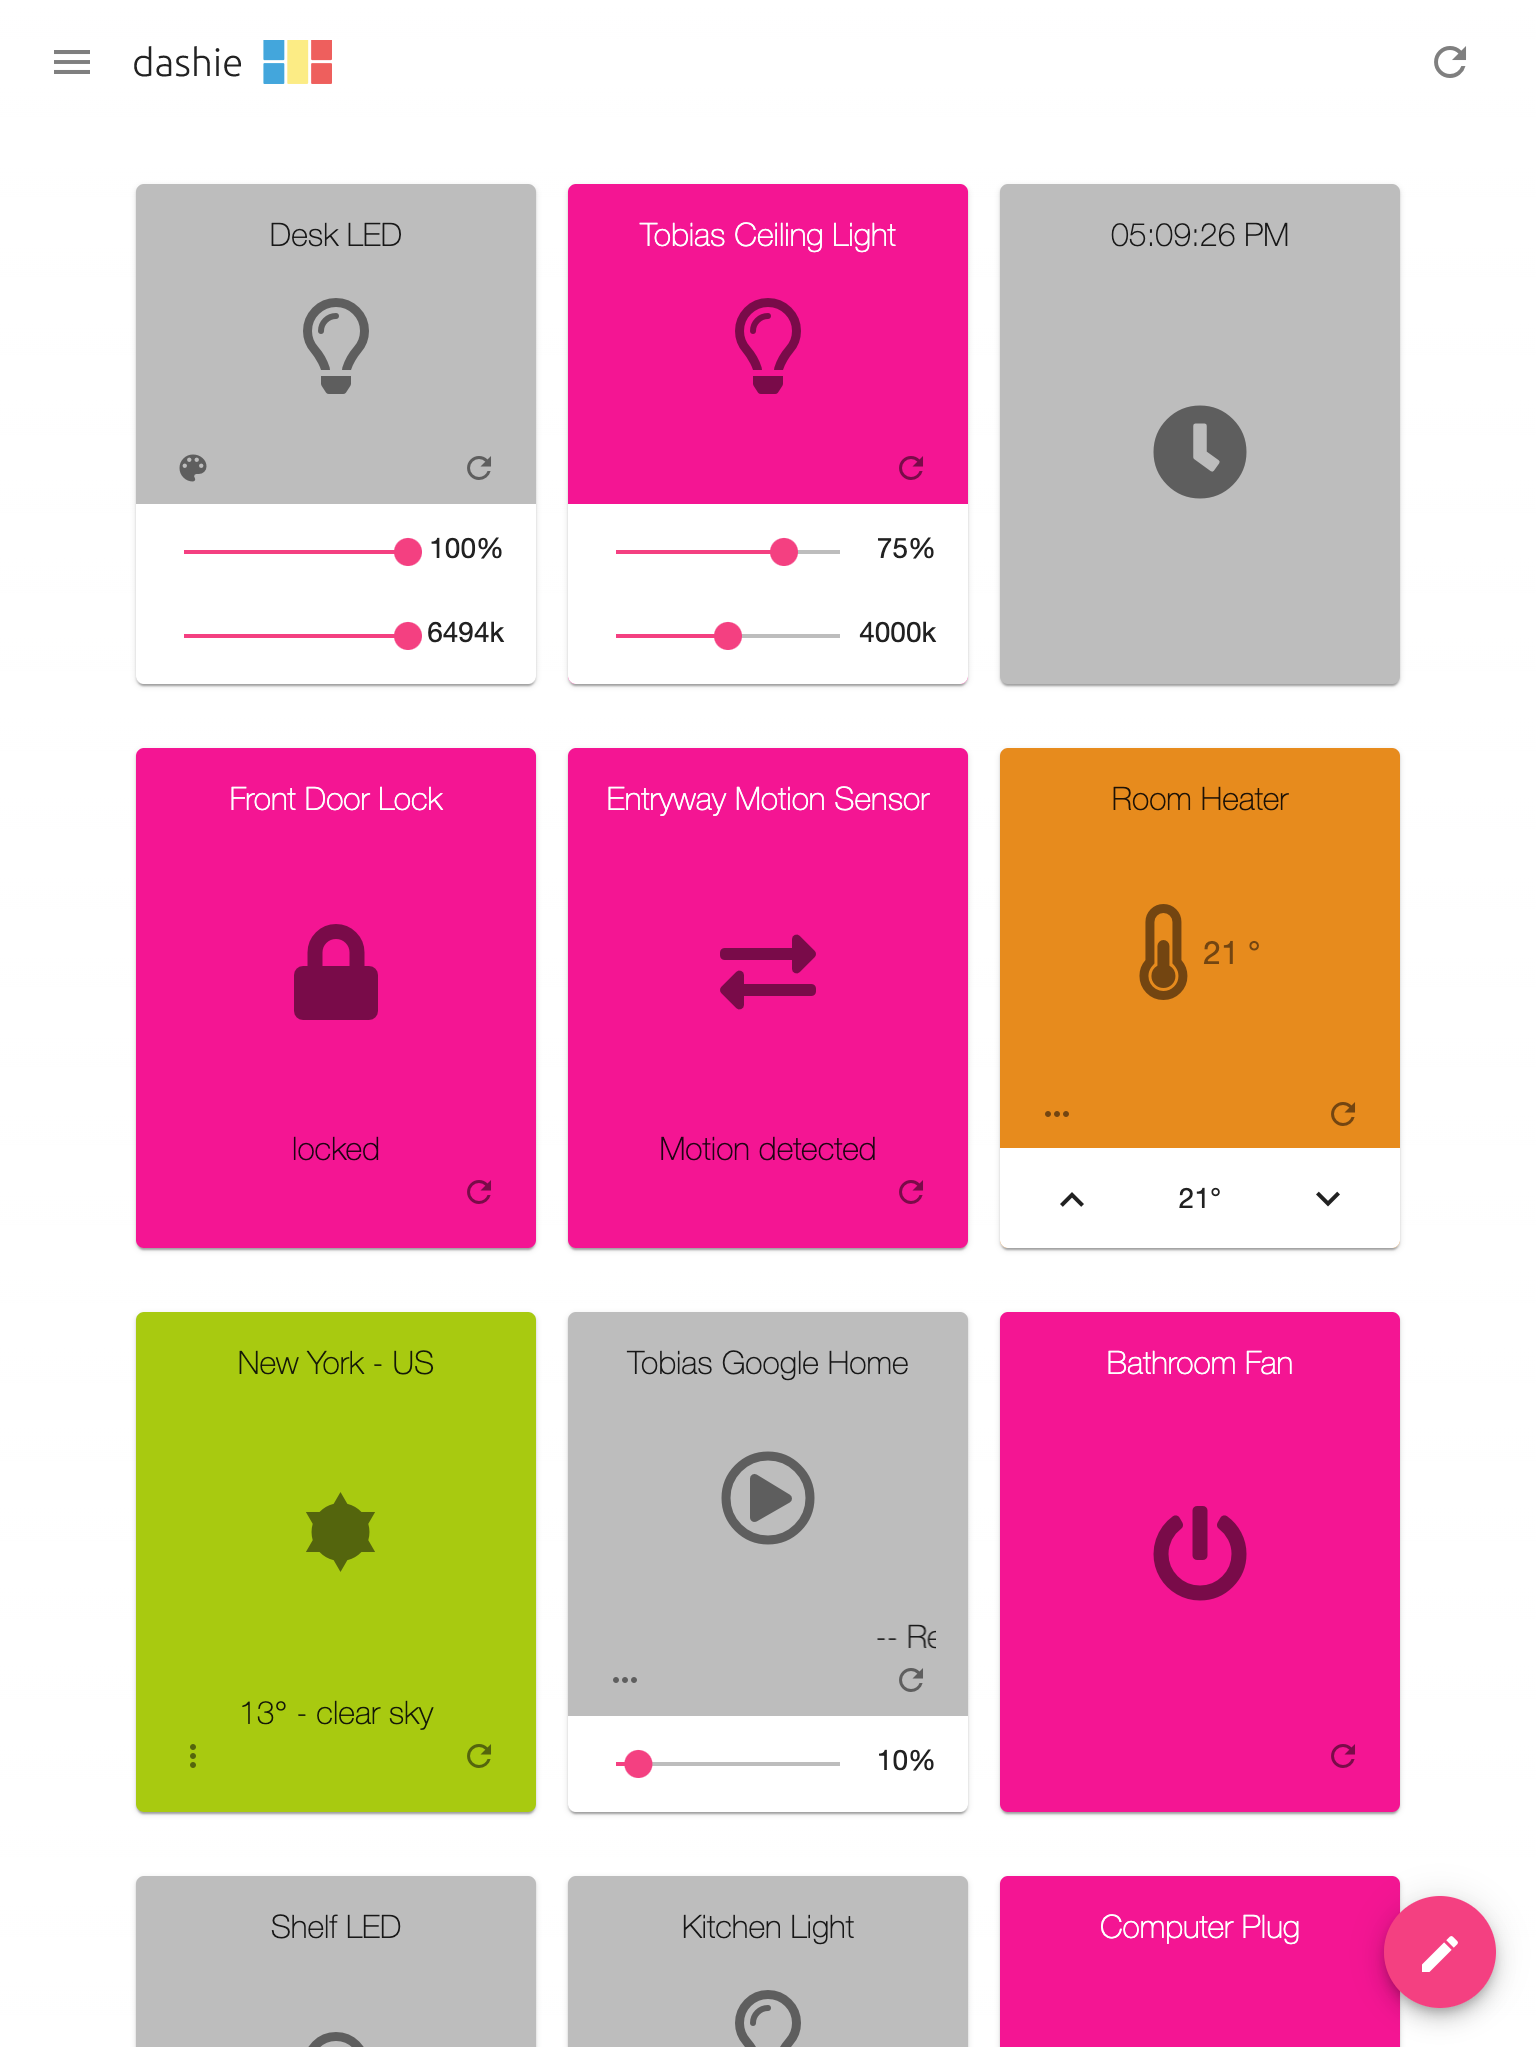 dashie
Desk LED
100%
6494k
Tobias Ceiling Light
75%
4000k
05:09:26 PM
Front Door Lock
locked
Entryway Motion Sensor
Motion detected
Room Heater
21 °
21°
New York - US
13° - clear sky
Tobias Google Home
-- Re
10%
Bathroom Fan
Shelf LED
Kitchen Light
Computer Plug